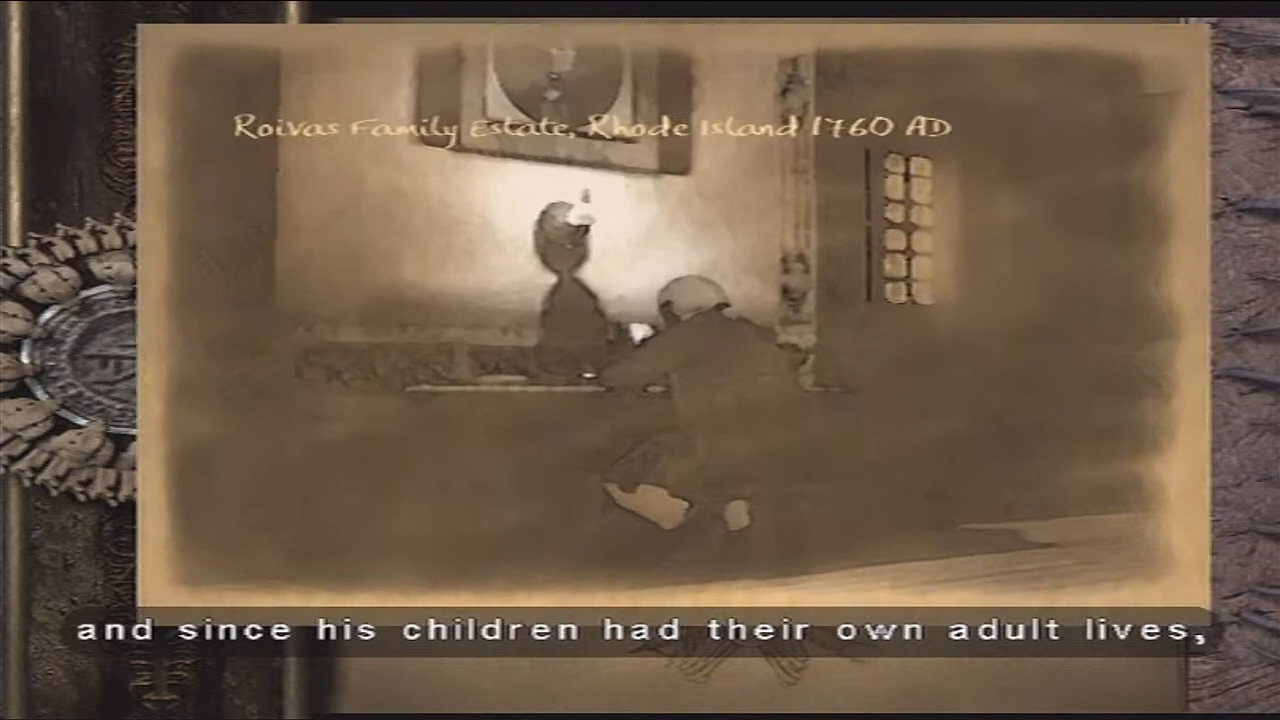 Roivas Family Estate, Rhode Island 1760 AD
and since his children had their own adult lives,